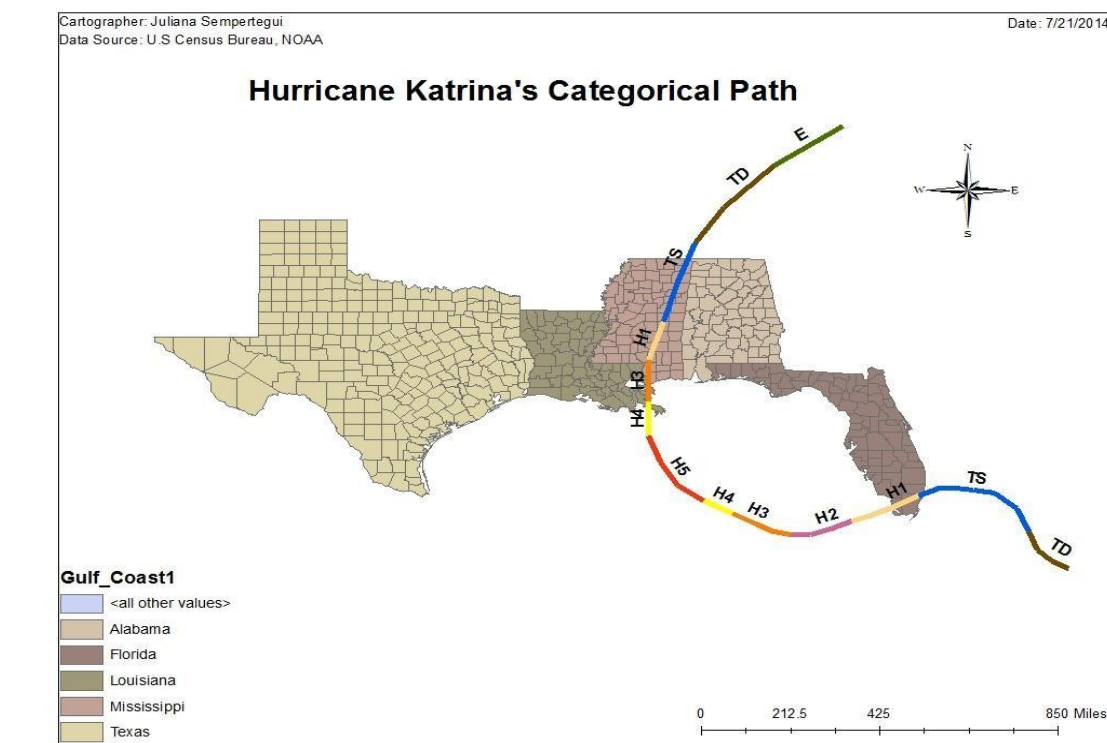 Cartographer: Juliana Sempertegui
Date: 7/21/2014
Data Source: U.S Census Bureau, NOAA
Hurricane Katrina's Categorical Path
E
TD
N
W
E
S
TS
H1
H3
H4
H5
H4
H3
H2
H1
TS
TD
Gulf_Coast1
<all other values>
Alabama
Florida
Louisiana
Mississippi
Texas
0 212.5 425 850 Miles